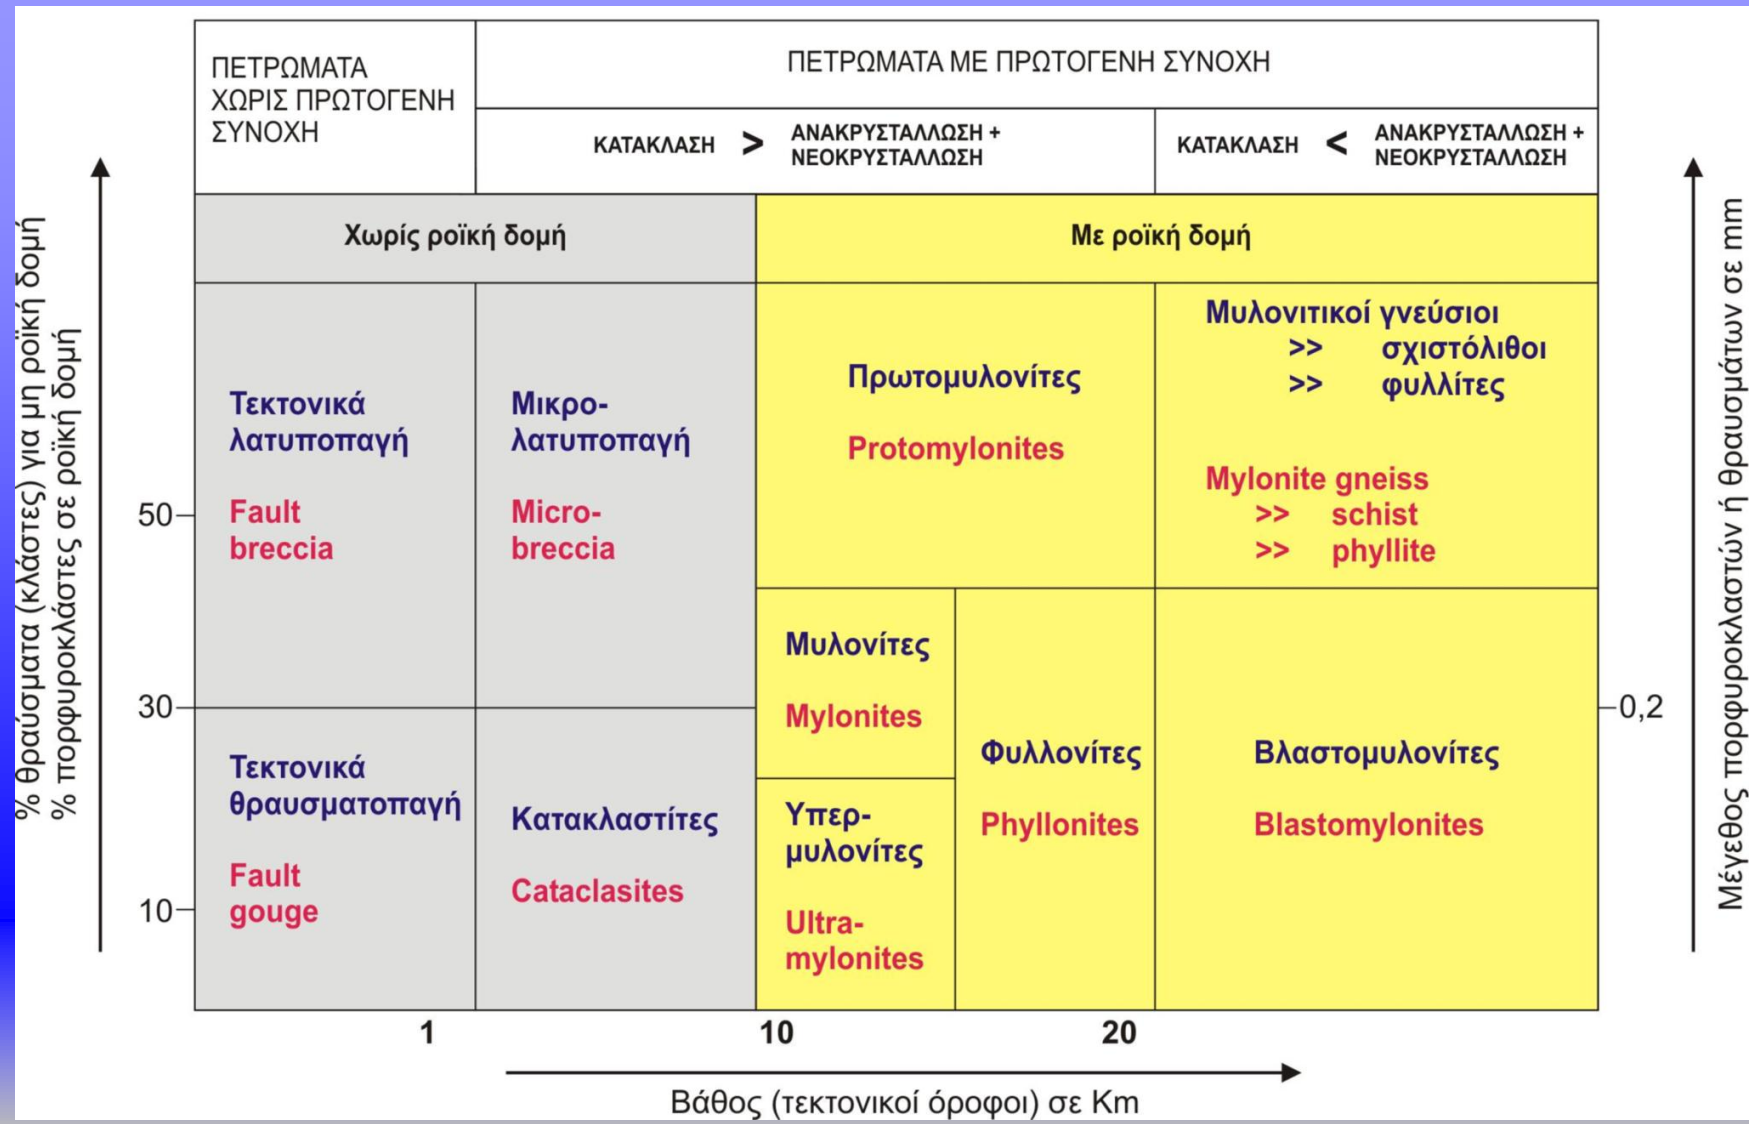 ΠΕΤΡΩΜΑΤΑ
ΧΩΡΙΣ ΠΡΩΤΟΓΕΝΗ
ΣΥΝΟΧΗ
ΠΕΤΡΩΜΑΤΑ ΜΕ ΠΡΩΤΟΓΕΝΗ ΣΥΝΟΧΗ
ΚΑΤΑΚΛΑΣΗ > ΑΝΑΚΡΥΣΤΑΛΛΩΣΗ +
ΝΕΟΚΡΥΣΤΑΛΛΩΣΗ
ΚΑΤΑΚΛΑΣΗ < ΑΝΑΚΡΥΣΤΑΛΛΩΣΗ +
ΝΕΟΚΡΥΣΤΑΛΛΩΣΗ
Χωρίς ροϊκή δομή
Με ροϊκή δομή
Τεκτονικά
λατυποπαγή
Fault
breccia
Μικρο-
λατυποπαγή
Micro-
breccia
Πρωτομυλονίτες
Protomylonites
Μυλονιτικοί γνεύσιοι
>> σχιστόλιθοι
>> φυλλίτες
Mylonite gneiss
>> schist
>> phyllite
Τεκτονικά
θραυσματοπαγή
Fault
gouge
Κατακλαστίτες
Cataclasites
Μυλονίτες
Mylonites
Υπερ-
μυλονίτες
Ultra-
mylonites
Φυλλονίτες
Phyllonites
Βλαστομυλονίτες
Blastomylonites
50
30
10
0,2
1
10
20
Βάθος (τεκτονικοί όροφοι) σε Km
% θραύσματα (κλάστες) για μη ροϊκή δομή
% πορφυροκλάστες σε ροϊκή δομή
Μέγεθος πορφυροκλαστών ή θραυσμάτων σε mm